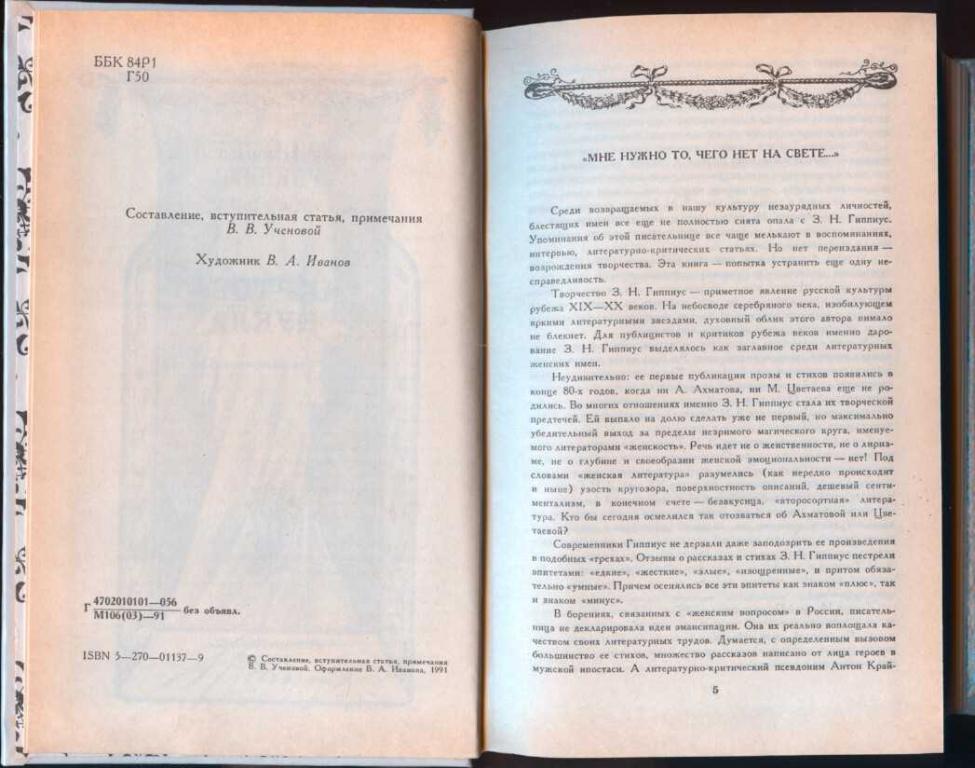 ББК 84Р1
Г50
Составление, вступительная статья, примечания
В. В. Ученовой
Художник В. А. Иванов
Г 4702010101—056
М106(03)—91 без объявл.
ISBN 5—270—01137—9
© Составление, вступительная статья, примечания
В. В. Ученовой. Оформление В. А. Иванова, 1991
«МНЕ НУЖНО ТО, ЧЕГО НЕТ НА СВЕТЕ...»
Среди возвращаемых в нашу культуру незаурядных личностей,
блестящих имен все еще не полностью снята опала с З. Н. Гиппиус.
Упоминания об этой писательнице все чаще мелькают в воспоминаниях,
интервью, литературно-критических статьях. Но нет переиздания —
возрождения творчества. Эта книга — попытка устранить еще одну не-
справедливость.
Творчество З. Н. Гиппиус — приметное явление русской культуры
рубежа XIX—XX веков. На небосводе серебряного века, изобилующем
яркими литературными звездами, духовный облик этого автора нимало
не блекнет. Для публицистов и критиков рубежа веков именно даро-
вание З. Н. Гиппиус выделялось как заглавное среди литературных
женских имен.
Неудивительно: ее первые публикации прозы и стихов появились в
конце 80-х годов, когда ни А. Ахматова, ни М. Цветаева еще не ро-
дились. Во многих отношениях именно З. Н. Гиппиус стала их творческой
предтечей. Ей выпало на долю сделать уже не первый, но максимально
убедительный выход за пределы незримого магического круга, именуе-
мого литераторами «женскость». Речь идет не о женственности, не о лириз-
ме, не о глубине и своеобразии женской эмоциональности — нет! Под
словами «женская литература» разумелись (как нередко происходит
и ныне) узость кругозора, поверхностность описаний, дешевый сенти-
ментализм, в конечном счете — безвкусица, «второсортная» литера-
тура. Кто бы сегодня осмелился так отозваться об Ахматовой или Цве-
таевой?
Современники Гиппиус не дерзали даже заподозрить ее произведения
в подобных «грехах». Отзывы о рассказах и стихах З. Н. Гиппиус пестрели
эпитетами: «едкие», «жесткие», «злые», «изощренные», и притом обяза-
тельно «умные». Причем осенялись все эти эпитеты как знаком «плюс», так
и знаком «минус».
В борениях, связанных с «женским вопросом» в России, писатель-
ница не декларировала идеи эмансипации. Она их реально воплощала ка-
чеством своих литературных трудов. Думается, с определенным вызовом
большинство ее стихов, множество рассказов написано от лица героев в
мужской ипостаси. А литературно-критический псевдоним Антон Край-
5